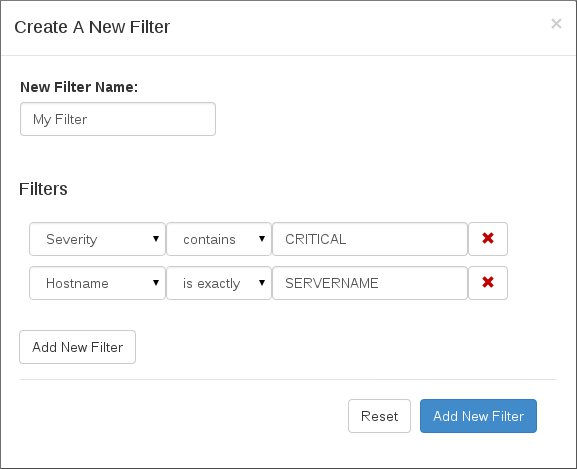 Create A New Filter ×
New Filter Name:
My Filter
Filters
Severity contains CRITICAL
Hostname is exactly SERVERNAME
Add New Filter
Reset Add New Filter